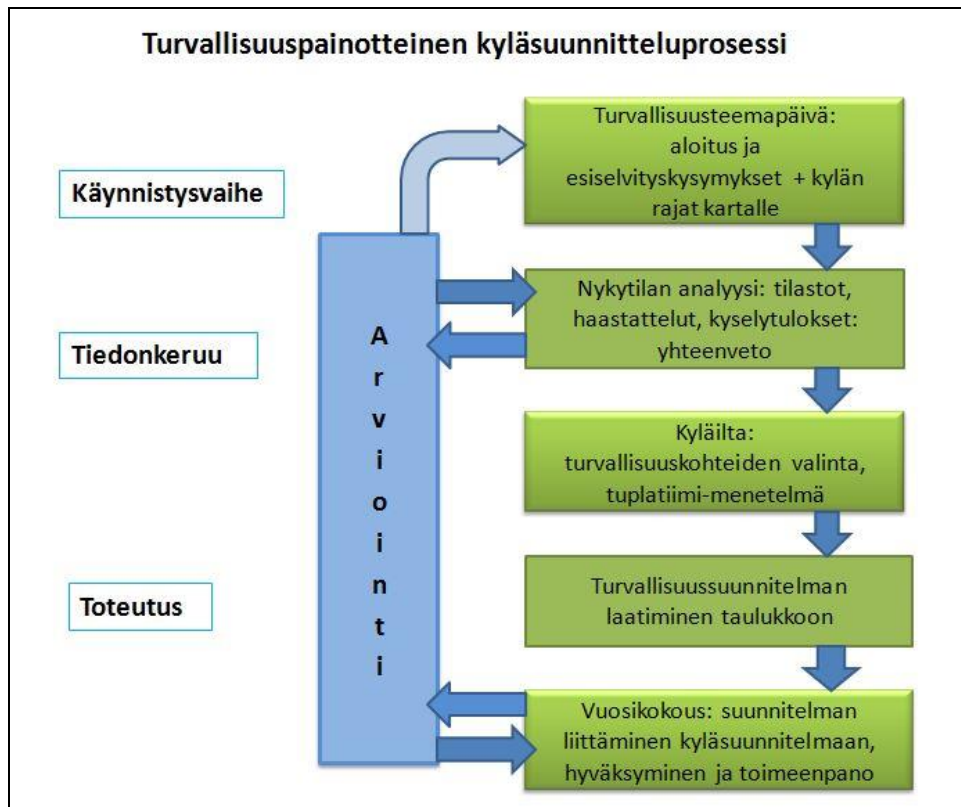 Turvallisuuspainotteinen kyläsuunnitteluprosessi
Käynnistysvaihe
Turvallisuusteemapäivä:
aloitus ja
esiselvityskysymykset + kylän
rajat kartalle
Tiedonkeruu
Nykytilan analyysi: tilastot,
haastattelut, kyselytulokset:
yhteenveto
Arviointi
Kyläilta:
turvallisuuskohteiden valinta,
tuplatiimi-menetelmä
Toteutus
Turvallisuussuunnitelman
laatiminen taulukkoon
Vuosikokous: suunnitelman
liittäminen kyläsuunnitelmaan,
hyväksyminen ja toimeenpano